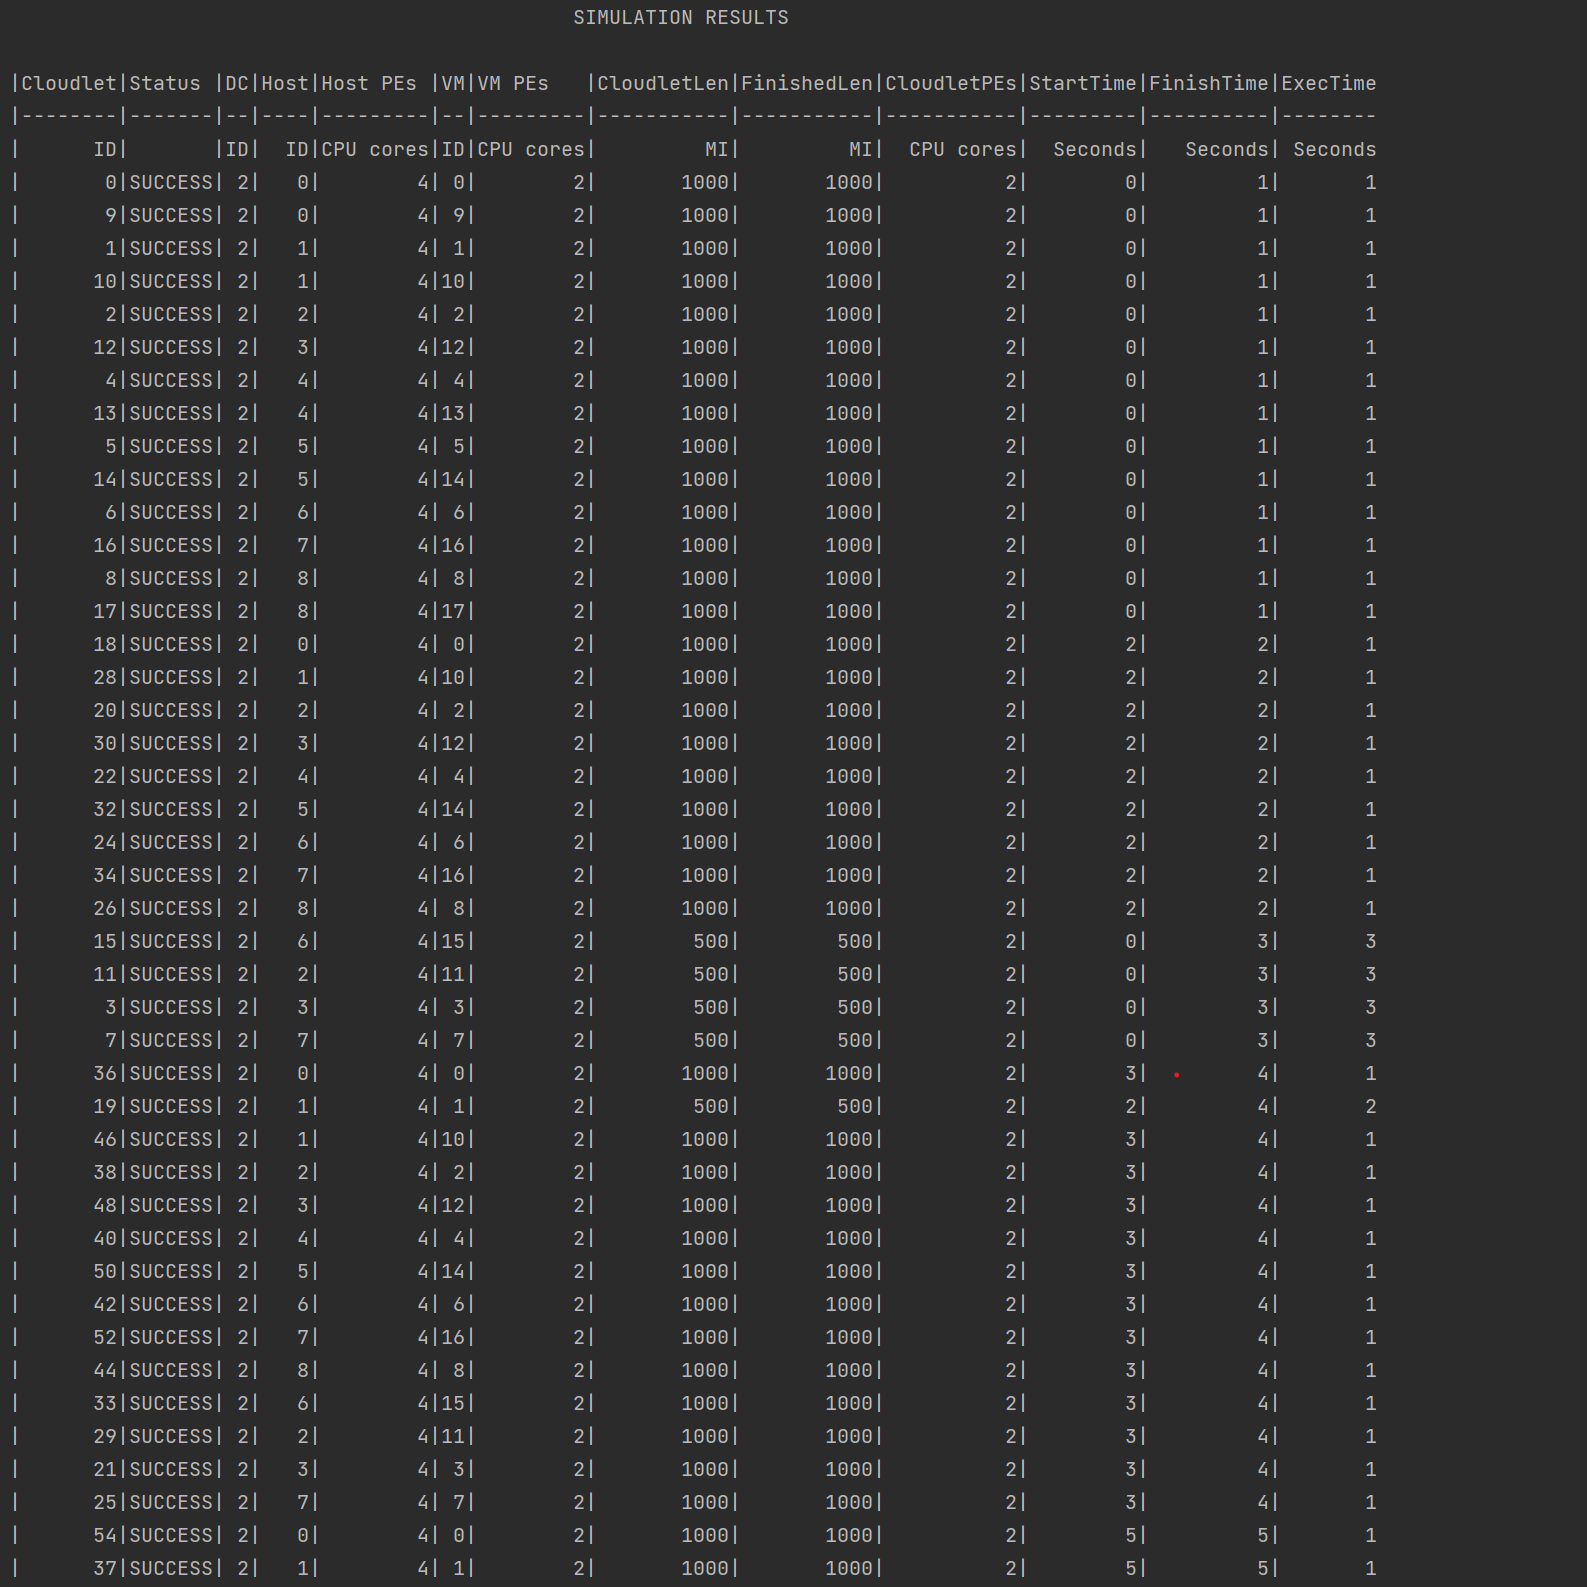 SIMULATION RESULTS
|Cloudlet|Status |DC|Host|Host PEs |VM|VM PEs   |CloudletLen|FinishedLen|CloudletPEs|StartTime|FinishTime|ExecTime
|--------|-------|--|----|---------|--|---------|-----------|-----------|-----------|---------|----------|--------
|      ID|       |ID|  ID|CPU cores|ID|CPU cores|         MI|         MI|  CPU cores|  Seconds|   Seconds| Seconds
|       0|SUCCESS| 2|   0|        4| 0|        2|       1000|       1000|          2|        0|         1|       1
|       9|SUCCESS| 2|   0|        4| 9|        2|       1000|       1000|          2|        0|         1|       1
|       1|SUCCESS| 2|   1|        4| 1|        2|       1000|       1000|          2|        0|         1|       1
|      10|SUCCESS| 2|   1|        4|10|        2|       1000|       1000|          2|        0|         1|       1
|       2|SUCCESS| 2|   2|        4| 2|        2|       1000|       1000|          2|        0|         1|       1
|      12|SUCCESS| 2|   3|        4|12|        2|       1000|       1000|          2|        0|         1|       1
|       4|SUCCESS| 2|   4|        4| 4|        2|       1000|       1000|          2|        0|         1|       1
|      13|SUCCESS| 2|   4|        4|13|        2|       1000|       1000|          2|        0|         1|       1
|       5|SUCCESS| 2|   5|        4| 5|        2|       1000|       1000|          2|        0|         1|       1
|      14|SUCCESS| 2|   5|        4|14|        2|       1000|       1000|          2|        0|         1|       1
|       6|SUCCESS| 2|   6|        4| 6|        2|       1000|       1000|          2|        0|         1|       1
|      16|SUCCESS| 2|   7|        4|16|        2|       1000|       1000|          2|        0|         1|       1
|       8|SUCCESS| 2|   8|        4| 8|        2|       1000|       1000|          2|        0|         1|       1
|      17|SUCCESS| 2|   8|        4|17|        2|       1000|       1000|          2|        0|         1|       1
|      18|SUCCESS| 2|   0|        4| 0|        2|       1000|       1000|          2|        2|         2|       1
|      28|SUCCESS| 2|   1|        4|10|        2|       1000|       1000|          2|        2|         2|       1
|      20|SUCCESS| 2|   2|        4| 2|        2|       1000|       1000|          2|        2|         2|       1
|      30|SUCCESS| 2|   3|        4|12|        2|       1000|       1000|          2|        2|         2|       1
|      22|SUCCESS| 2|   4|        4| 4|        2|       1000|       1000|          2|        2|         2|       1
|      32|SUCCESS| 2|   5|        4|14|        2|       1000|       1000|          2|        2|         2|       1
|      24|SUCCESS| 2|   6|        4| 6|        2|       1000|       1000|          2|        2|         2|       1
|      34|SUCCESS| 2|   7|        4|16|        2|       1000|       1000|          2|        2|         2|       1
|      26|SUCCESS| 2|   8|        4| 8|        2|       1000|       1000|          2|        2|         2|       1
|      15|SUCCESS| 2|   6|        4|15|        2|        500|        500|          2|        0|         3|       3
|      11|SUCCESS| 2|   2|        4|11|        2|        500|        500|          2|        0|         3|       3
|       3|SUCCESS| 2|   3|        4| 3|        2|        500|        500|          2|        0|         3|       3
|       7|SUCCESS| 2|   7|        4| 7|        2|        500|        500|          2|        0|         3|       3
|      36|SUCCESS| 2|   0|        4| 0|        2|       1000|       1000|          2|        3|         4|       1
|      19|SUCCESS| 2|   1|        4| 1|        2|        500|        500|          2|        2|         4|       2
|      46|SUCCESS| 2|   1|        4|10|        2|       1000|       1000|          2|        3|         4|       1
|      38|SUCCESS| 2|   2|        4| 2|        2|       1000|       1000|          2|        3|         4|       1
|      48|SUCCESS| 2|   3|        4|12|        2|       1000|       1000|          2|        3|         4|       1
|      40|SUCCESS| 2|   4|        4| 4|        2|       1000|       1000|          2|        3|         4|       1
|      50|SUCCESS| 2|   5|        4|14|        2|       1000|       1000|          2|        3|         4|       1
|      42|SUCCESS| 2|   6|        4| 6|        2|       1000|       1000|          2|        3|         4|       1
|      52|SUCCESS| 2|   7|        4|16|        2|       1000|       1000|          2|        3|         4|       1
|      44|SUCCESS| 2|   8|        4| 8|        2|       1000|       1000|          2|        3|         4|       1
|      33|SUCCESS| 2|   6|        4|15|        2|       1000|       1000|          2|        3|         4|       1
|      29|SUCCESS| 2|   2|        4|11|        2|       1000|       1000|          2|        3|         4|       1
|      21|SUCCESS| 2|   3|        4| 3|        2|       1000|       1000|          2|        3|         4|       1
|      25|SUCCESS| 2|   7|        4| 7|        2|       1000|       1000|          2|        3|         4|       1
|      54|SUCCESS| 2|   0|        4| 0|        2|       1000|       1000|          2|        5|         5|       1
|      37|SUCCESS| 2|   1|        4| 1|        2|       1000|       1000|          2|        5|         5|       1